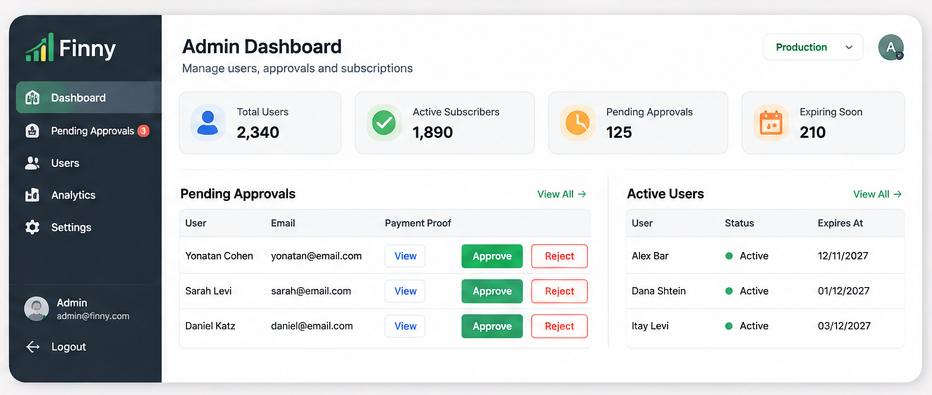 Finny
Dashboard
Pending Approvals 3
Users
Analytics
Settings
Admin
admin@finny.com
Logout
Admin Dashboard
Manage users, approvals and subscriptions
Production
A
Total Users
2,340
Active Subscribers
1,890
Pending Approvals
125
Expiring Soon
210
Pending Approvals View All →
User Email Payment Proof
Yonatan Cohen yonatan@email.com View Approve Reject
Sarah Levi sarah@email.com View Approve Reject
Daniel Katz daniel@email.com View Approve Reject
Active Users View All →
User Status Expires At
Alex Bar Active 12/11/2027
Dana Shtein Active 01/12/2027
Itay Levi Active 03/12/2027